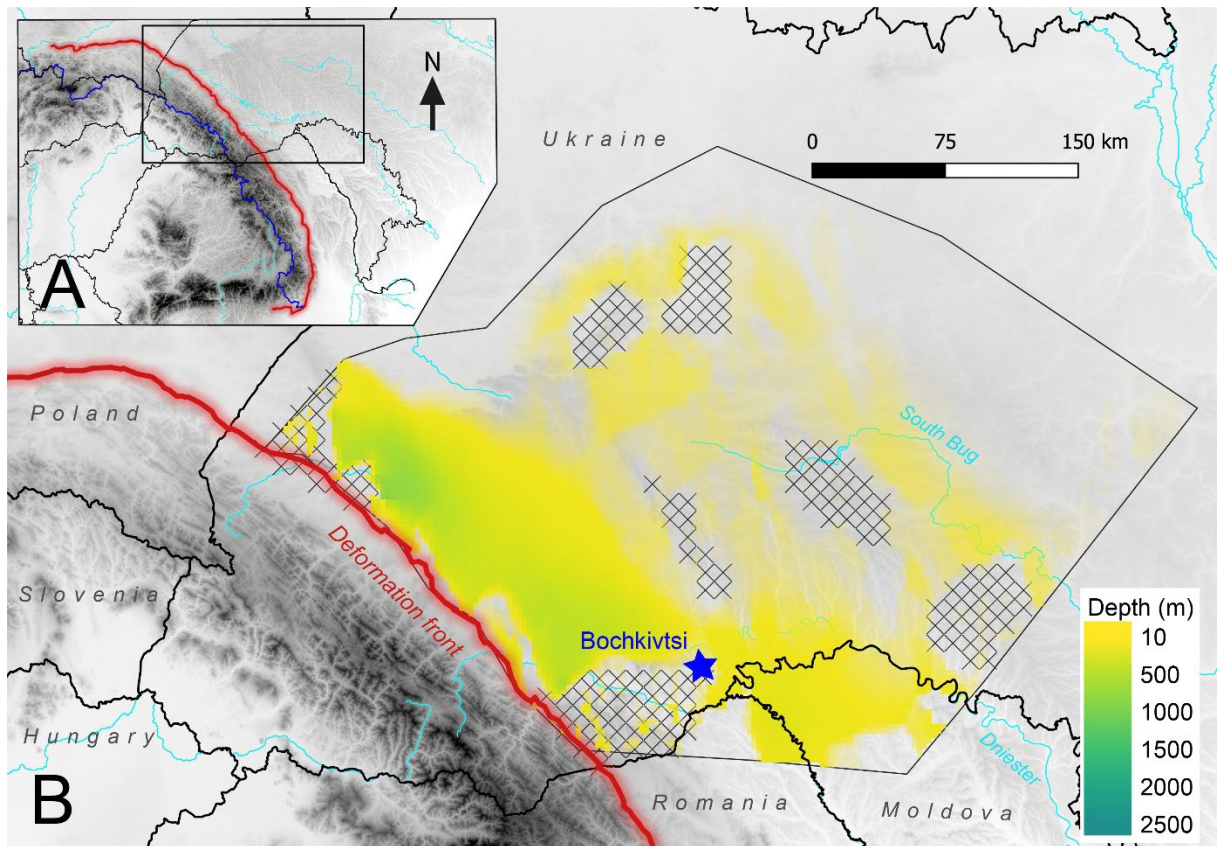 N
A
Ukraine
0 75 150 km
Poland
South Bug
Deformation front
Slovenia
Bochkivtsi
Depth (m)
10
500
1000
1500
2000
2500
Hungary
Dniester
B
Romania
Moldova